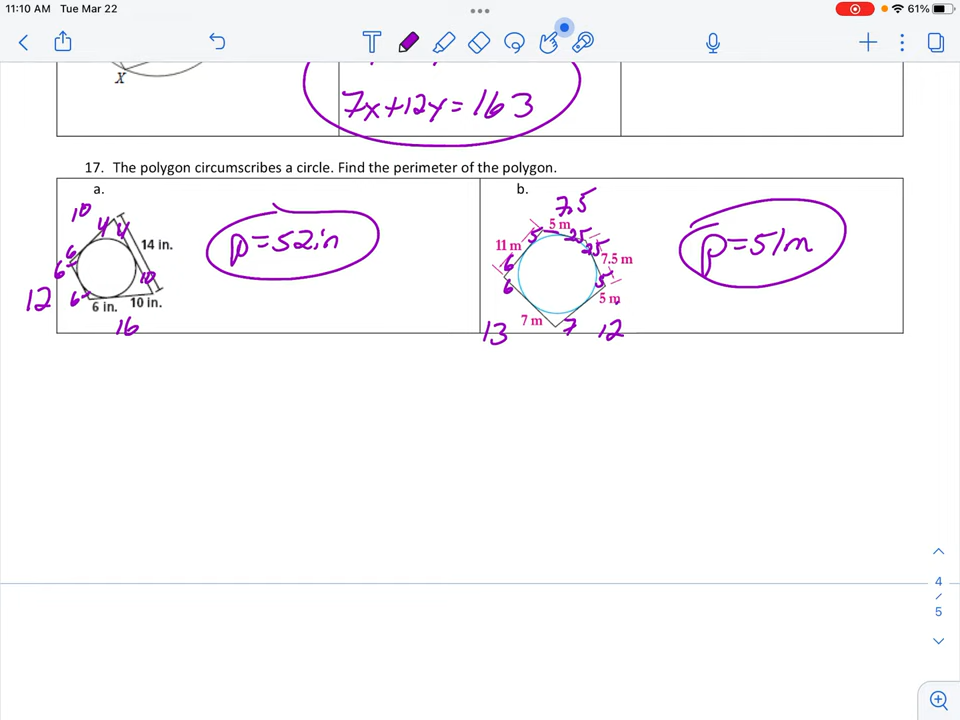 11:10 AM Tue Mar 22
61%
T
X
7x+12y=163
17. The polygon circumscribes a circle. Find the perimeter of the polygon.
a.
10
4 4
6
6
6
12
14 in.
10
6 in. 10 in.
16
p=52in
b.
7.5
5 m
11 m
5 2.5
2.5
7.5 m
6
6
5
5 m
7 m
7
13
12
p=51m
4
/
5